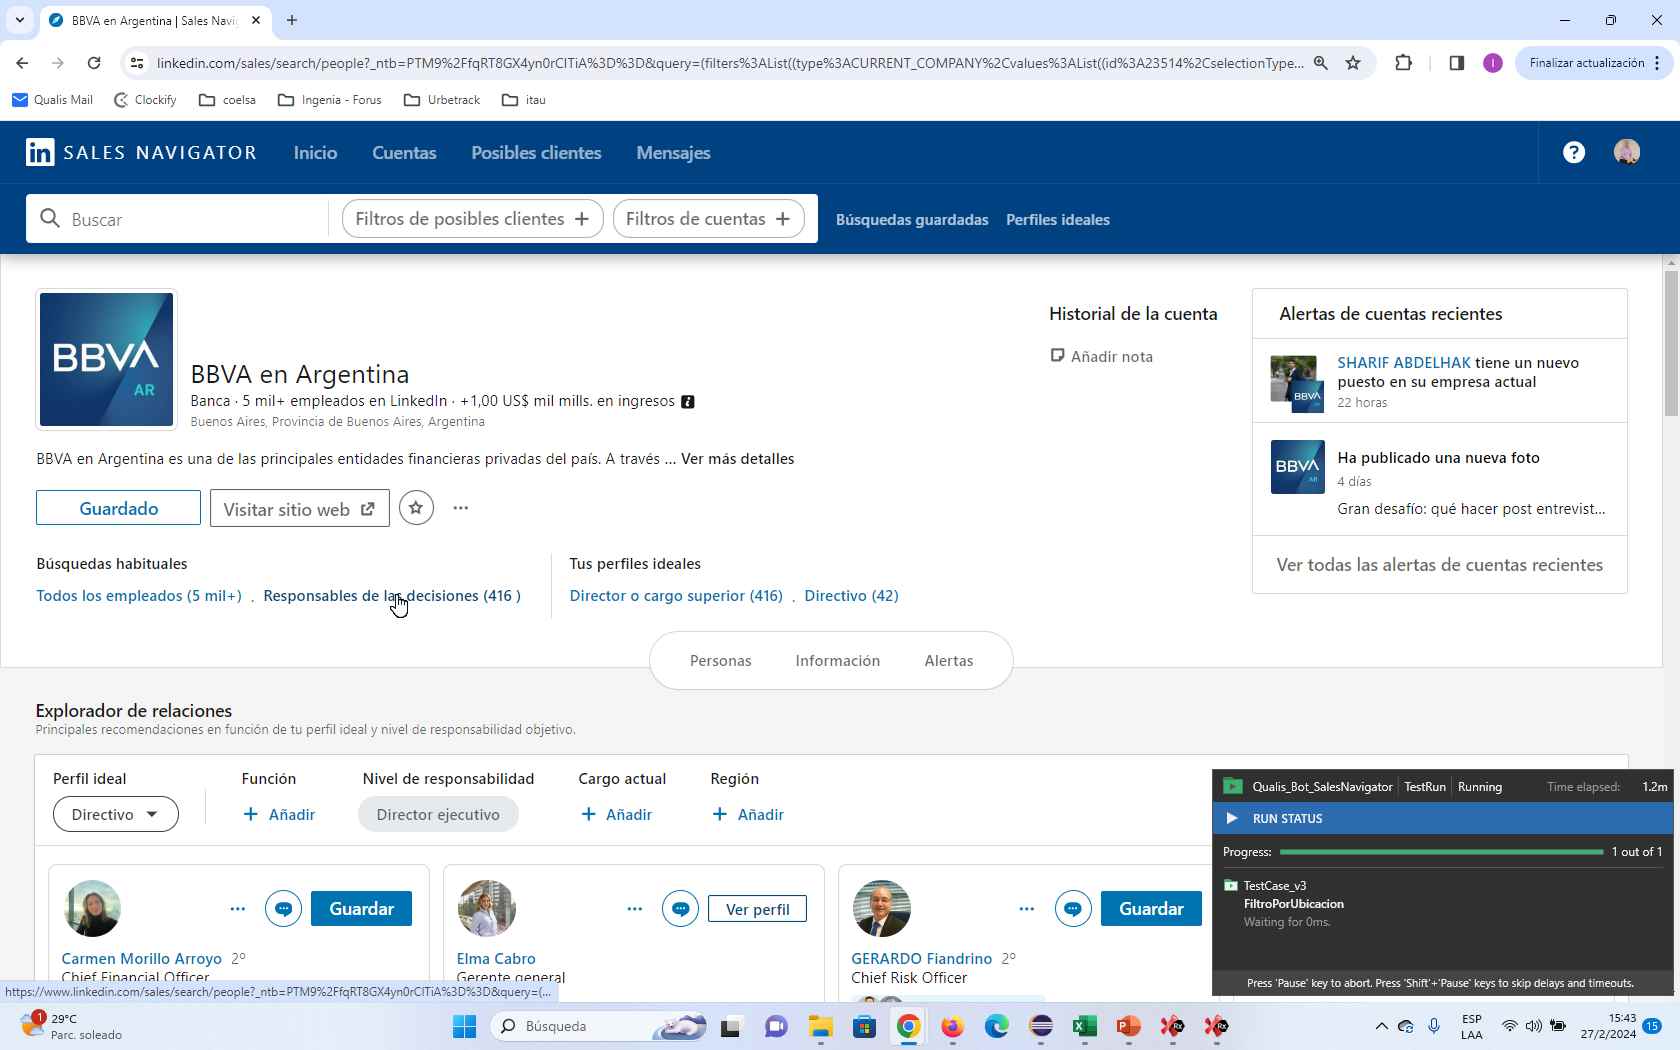 BBVA en Argentina | Sales Navi
linkedin.com/sales/search/people?_ntb=PTM9%2FfqRT8GX4yn0rCITiA%3D%3D&query=(filters%3AList((type%3ACURRENT_COMPANY%2Cvalues%3AList((id%3A23514%2CselectionType...
I
Finalizar actualización
Qualis Mail
Clockify
coelsa
Ingenia - Forus
Urbetrack
itau
in SALES NAVIGATOR
Inicio
Cuentas
Posibles clientes
Mensajes
?
Buscar
Filtros de posibles clientes +
Filtros de cuentas +
Búsquedas guardadas
Perfiles ideales
BBVA
AR
BBVA en Argentina
Banca · 5 mil+ empleados en LinkedIn · +1,00 US$ mil mills. en ingresos
Buenos Aires, Provincia de Buenos Aires, Argentina
BBVA en Argentina es una de las principales entidades financieras privadas del país. A través ... Ver más detalles
Guardado
Visitar sitio web
...
Búsquedas habituales
Todos los empleados (5 mil+) . Responsables de las decisiones (416 )
Tus perfiles ideales
Director o cargo superior (416) . Directivo (42)
Historial de la cuenta
Añadir nota
Alertas de cuentas recientes
BBVA
SHARIF ABDELHAK tiene un nuevo
puesto en su empresa actual
22 horas
BBVA
AR
Ha publicado una nueva foto
4 días
Gran desafío: qué hacer post entrevist...
Ver todas las alertas de cuentas recientes
Personas
Información
Alertas
Explorador de relaciones
Principales recomendaciones en función de tu perfil ideal y nivel de responsabilidad objetivo.
Perfil ideal
Directivo
Función
+ Añadir
Nivel de responsabilidad
Director ejecutivo
Cargo actual
+ Añadir
Región
+ Añadir
...
Guardar
Carmen Morillo Arroyo 2º
Chief Financial Officer
...
Ver perfil
Elma Cabro
Gerente general
...
Guardar
GERARDO Fiandrino 2º
Chief Risk Officer
Qualis_Bot_SalesNavigator
TestRun
Running
Time elapsed: 1.2m
RUN STATUS
Progress:
1 out of 1
TestCase_v3
FiltroPorUbicacion
Waiting for 0ms.
Press 'Pause' key to abort. Press 'Shift'+'Pause' keys to skip delays and timeouts.
https://www.linkedin.com/sales/search/people?_ntb=PTM9%2FfqRT8GX4yn0rCITiA%3D%3D&query=(...
1
29°C
Parc. soleado
Búsqueda
ESP
LAA
15:43
27/2/2024
15